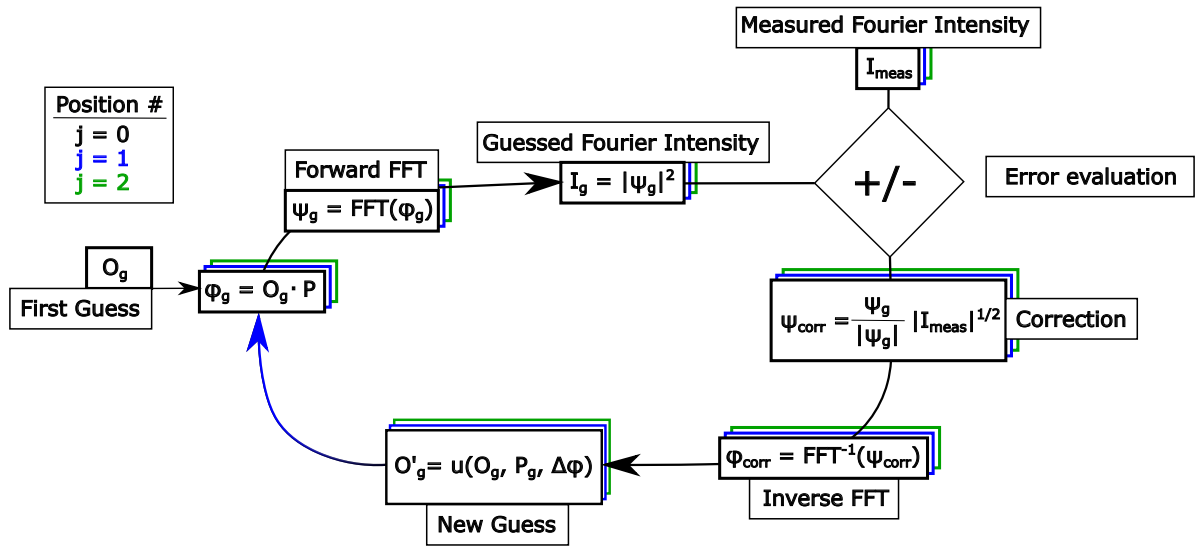 Measured Fourier Intensity
I_meas
Position #
j = 0
j = 1
j = 2
Guessed Fourier Intensity
I_g = |ψ_g|²
+/-
Error evaluation
Forward FFT
ψ_g = FFT(φ_g)
O_g
First Guess
φ_g = O_g · P
ψ_corr = ψ_g / |ψ_g| |I_meas|^1/2
Correction
O'_g = u(O_g, P_g, Δφ)
New Guess
φ_corr = FFT^-1(ψ_corr)
Inverse FFT